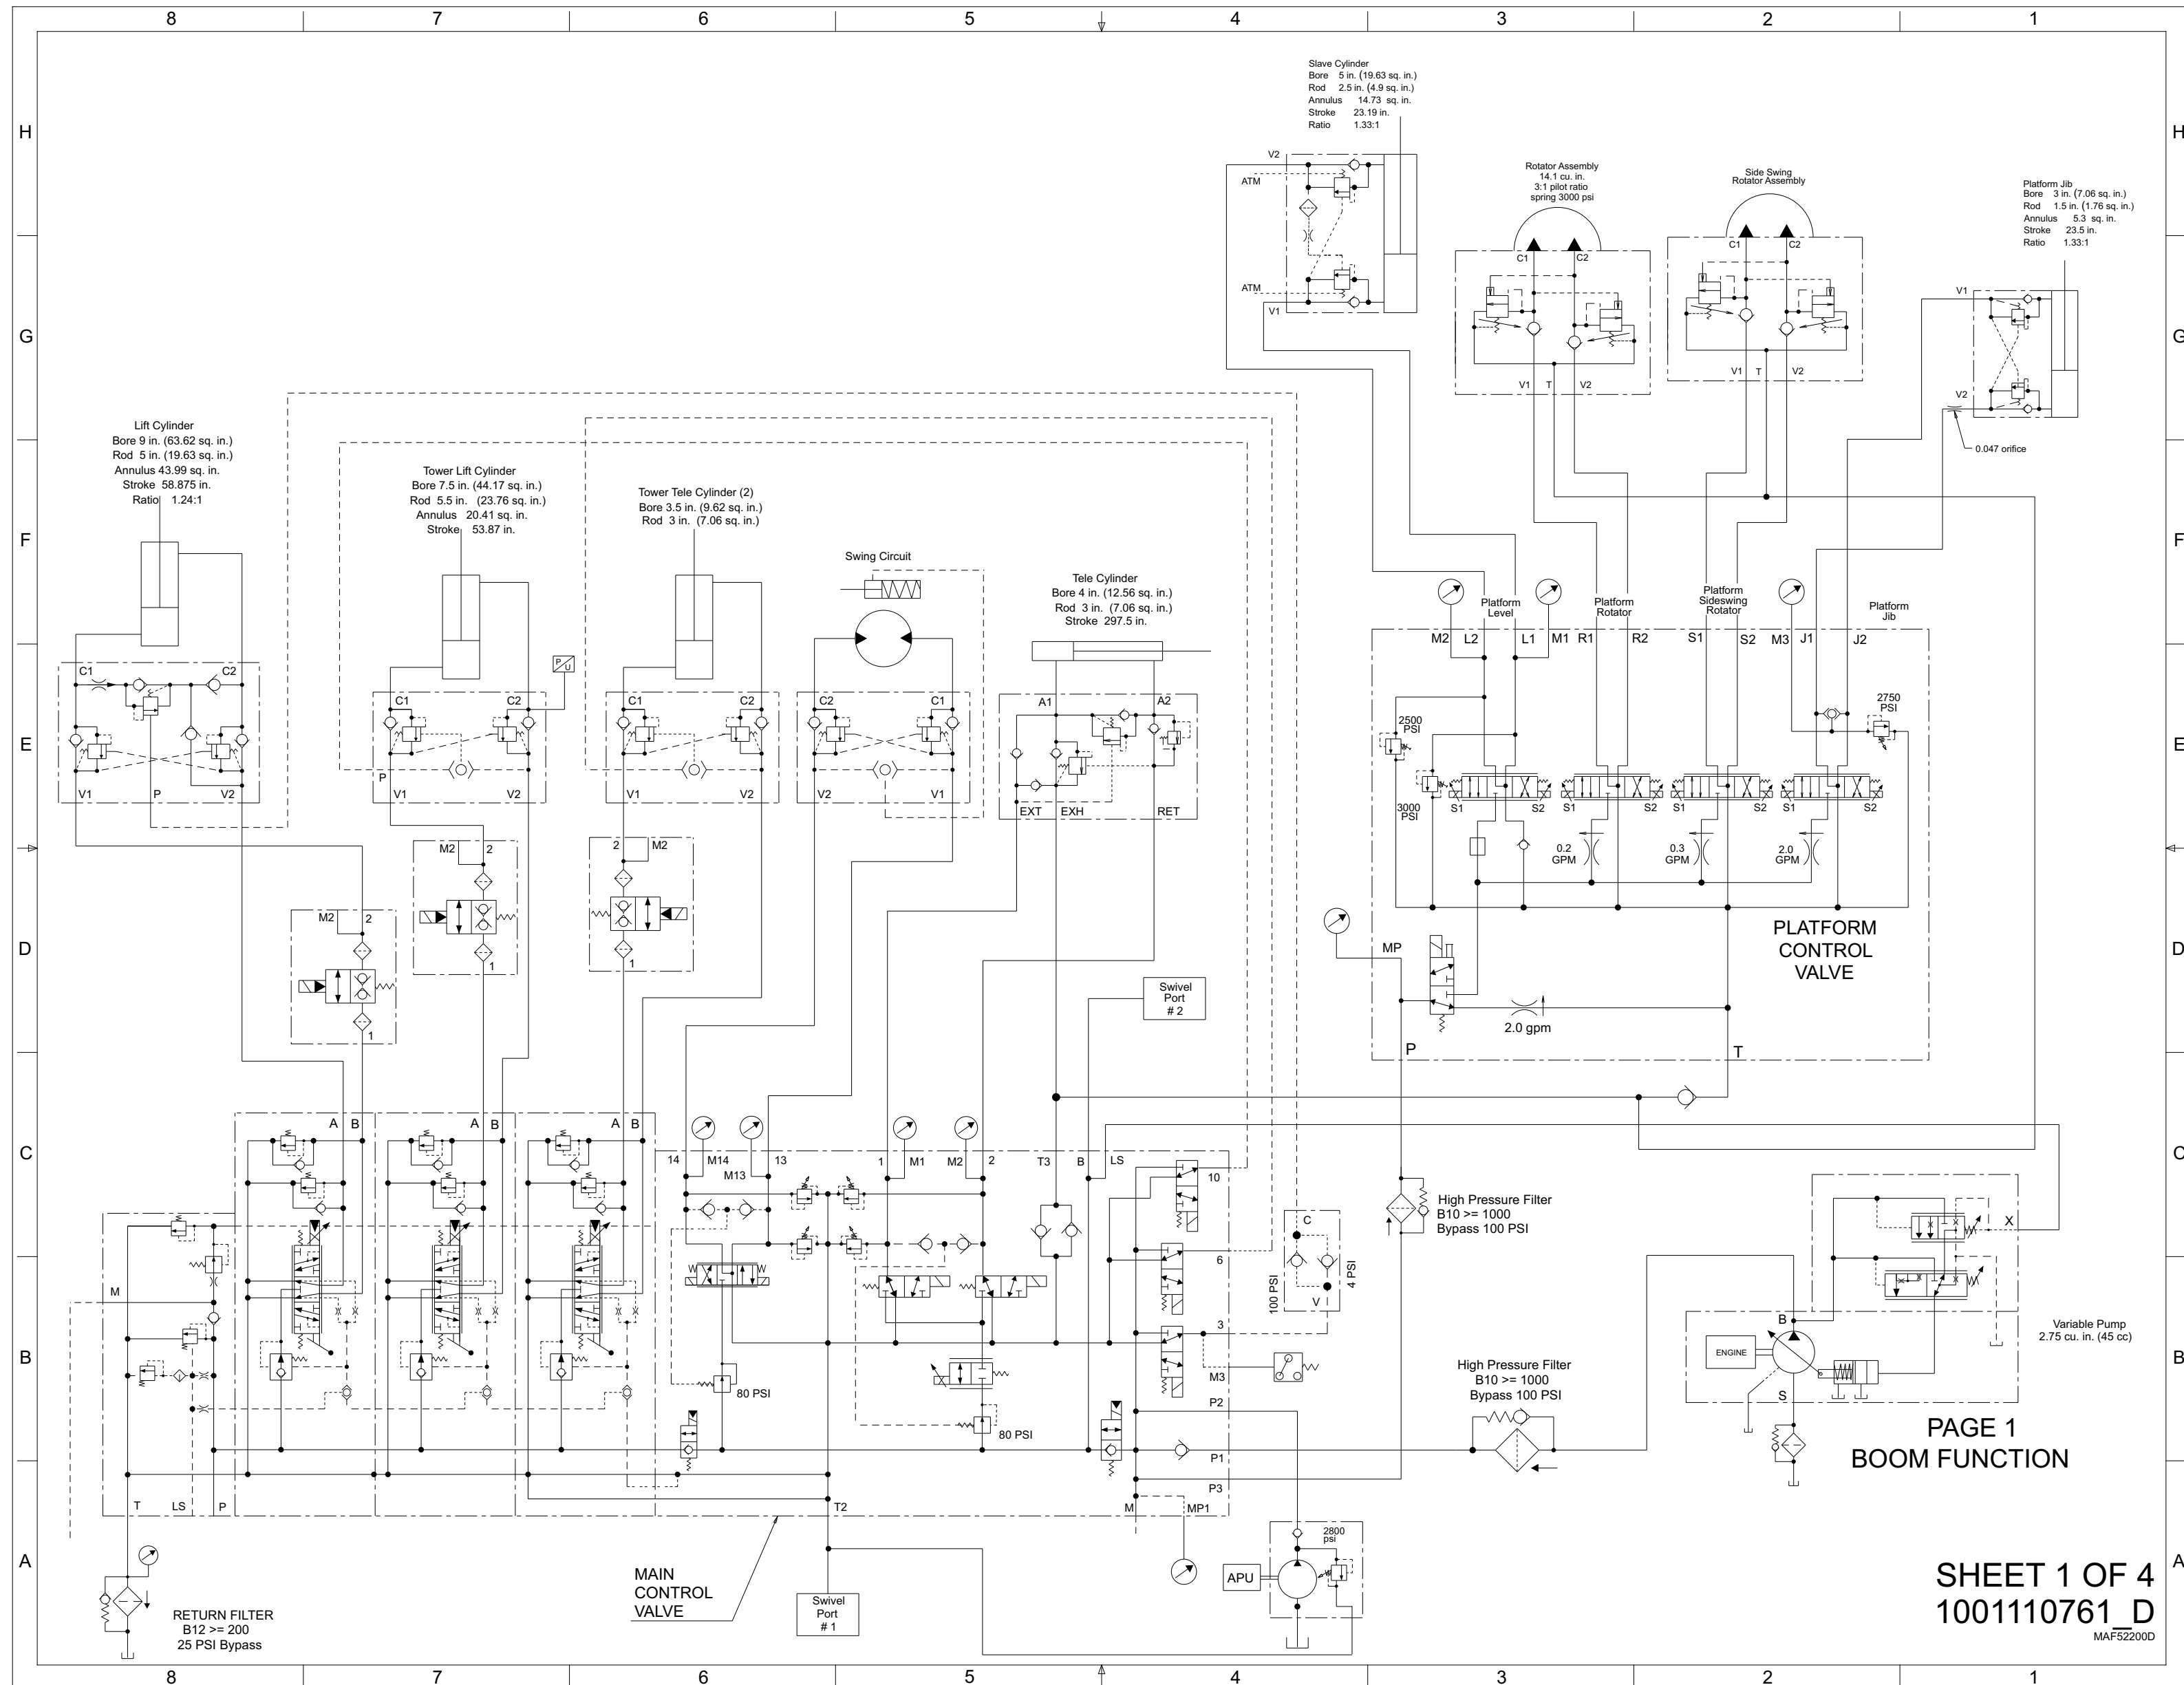 8 7 6 5 4 3 2 1
H H
G G
F F
E E
D D
C C
B B
A A
Slave Cylinder
Bore 5 in. (19.63 sq. in.)
Rod 2.5 in. (4.9 sq. in.)
Annulus 14.73 sq. in.
Stroke 23.19 in.
Ratio 1.33:1
V2
ATM
ATM
V1
Rotator Assembly
14.1 cu. in.
3:1 pilot ratio
spring 3000 psi
C1 C2
V1 T V2
Side Swing
Rotator Assembly
C1 C2
V1 T V2
Platform Jib
Bore 3 in. (7.06 sq. in.)
Rod 1.5 in. (1.76 sq. in.)
Annulus 5.3 sq. in.
Stroke 23.5 in.
Ratio 1.33:1
V1
V2
0.047 orifice
Lift Cylinder
Bore 9 in. (63.62 sq. in.)
Rod 5 in. (19.63 sq. in.)
Annulus 43.99 sq. in.
Stroke 58.875 in.
Ratio 1.24:1
C1 C2
V1 P V2
Tower Lift Cylinder
Bore 7.5 in. (44.17 sq. in.)
Rod 5.5 in. (23.76 sq. in.)
Annulus 20.41 sq. in.
Stroke 53.87 in.
P U
C1 C2
P
V1 V2
Tower Tele Cylinder (2)
Bore 3.5 in. (9.62 sq. in.)
Rod 3 in. (7.06 sq. in.)
C1 C2
V1 V2
Swing Circuit
C2 C1
V2 V1
Tele Cylinder
Bore 4 in. (12.56 sq. in.)
Rod 3 in. (7.06 sq. in.)
Stroke 297.5 in.
A1 A2
EXT EXH RET
M2 2
1
M2 2
1
2 M2
1
Platform
Level
Platform
Rotator
Platform
Sideswing
Rotator
Platform
Jib
M2 L2 L1 M1 R1 R2 S1 S2 M3 J1 J2
2500
PSI
3000
PSI
2750
PSI
S1 S2 S1 S2 S1 S2 S1 S2
0.2
GPM
0.3
GPM
2.0
GPM
MP
2.0 gpm
P T
PLATFORM
CONTROL
VALVE
Swivel
Port
# 2
A B A B A B
14 M14 M13 13 1 M1 M2 2 T3 B LS
10
6
3
M3
P2
P1
P3
M MP1
M
T LS P
T2
80 PSI
80 PSI
C
V
100 PSI
4 PSI
High Pressure Filter
B10 >= 1000
Bypass 100 PSI
High Pressure Filter
B10 >= 1000
Bypass 100 PSI
X
B
S
ENGINE
Variable Pump
2.75 cu. in. (45 cc)
PAGE 1
BOOM FUNCTION
RETURN FILTER
B12 >= 200
25 PSI Bypass
MAIN
CONTROL
VALVE
Swivel
Port
# 1
APU
2800
psi
SHEET 1 OF 4
1001110761_D
MAF52200D
8 7 6 5 4 3 2 1